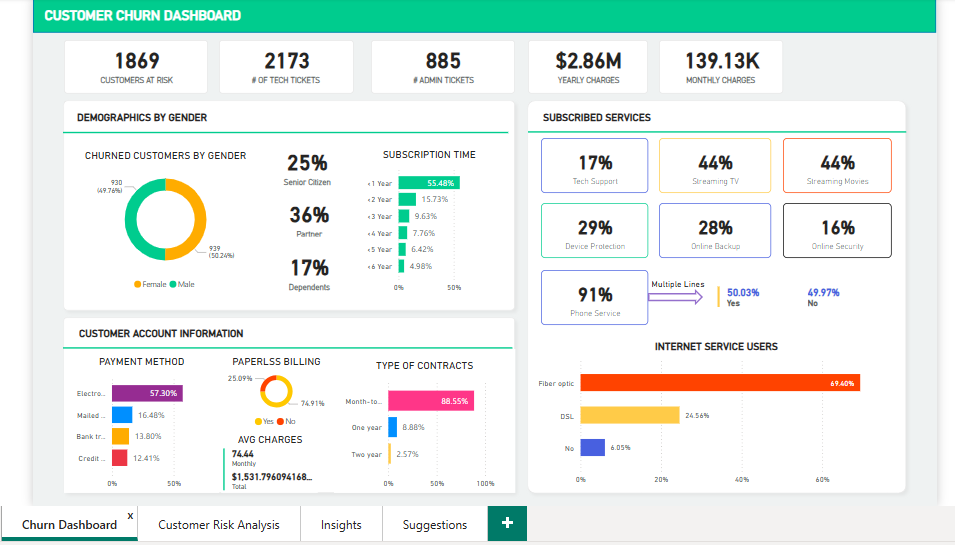 CUSTOMER CHURN DASHBOARD
1869
CUSTOMERS AT RISK
2173
# OF TECH TICKETS
885
# ADMIN TICKETS
$2.86M
YEARLY CHARGES
139.13K
MONTHLY CHARGES
DEMOGRAPHICS BY GENDER
CHURNED CUSTOMERS BY GENDER
930
(49.76%)
939
(50.24%)
Female Male
25%
Senior Citizen
36%
Partner
17%
Dependents
SUBSCRIPTION TIME
<1 Year 55.48%
<2 Year 15.73%
<3 Year 9.63%
<4 Year 7.76%
<5 Year 6.42%
<6 Year 4.98%
0% 50%
SUBSCRIBED SERVICES
17%
Tech Support
44%
Streaming TV
44%
Streaming Movies
29%
Device Protection
28%
Online Backup
16%
Online Security
91%
Phone Service
Multiple Lines
50.03%
Yes
49.97%
No
INTERNET SERVICE USERS
Fiber optic 69.40%
DSL 24.56%
No 6.05%
0% 20% 40% 60%
CUSTOMER ACCOUNT INFORMATION
PAYMENT METHOD
Electro... 57.30%
Mailed ... 16.48%
Bank tr... 13.80%
Credit ... 12.41%
0% 50%
PAPERLSS BILLING
25.09%
74.91%
Yes No
AVG CHARGES
74.44
Monthly
$1,531.796094168...
Total
TYPE OF CONTRACTS
Month-to... 88.55%
One year 8.88%
Two year 2.57%
0% 50% 100%
Churn Dashboard x
Customer Risk Analysis
Insights
Suggestions
+